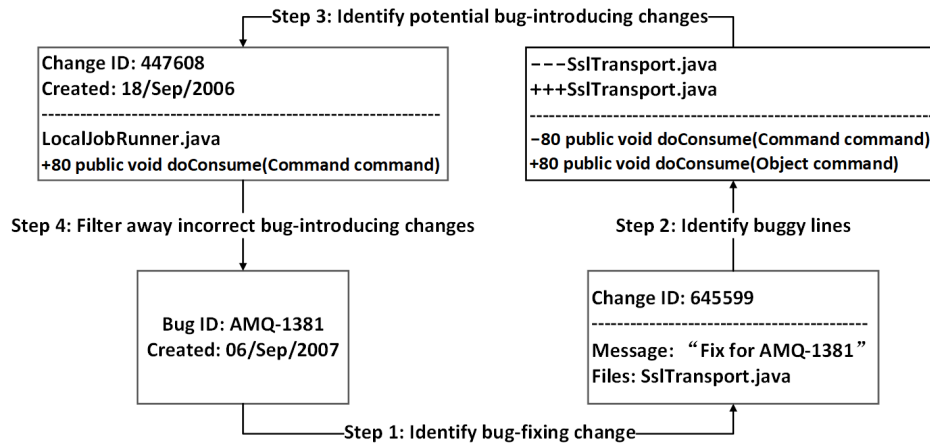 Step 3: Identify potential bug-introducing changes
Change ID: 447608
Created: 18/Sep/2006
--------------------------------------------
LocalJobRunner.java
+80 public void doConsume(Command command)
---SslTransport.java
+++SslTransport.java
--------------------------------------------
-80 public void doConsume(Command command)
+80 public void doConsume(Object command)
Step 4: Filter away incorrect bug-introducing changes
Step 2: Identify buggy lines
Bug ID: AMQ-1381
Created: 06/Sep/2007
Change ID: 645599
--------------------------------------------
Message: “Fix for AMQ-1381”
Files: SslTransport.java
Step 1: Identify bug-fixing change